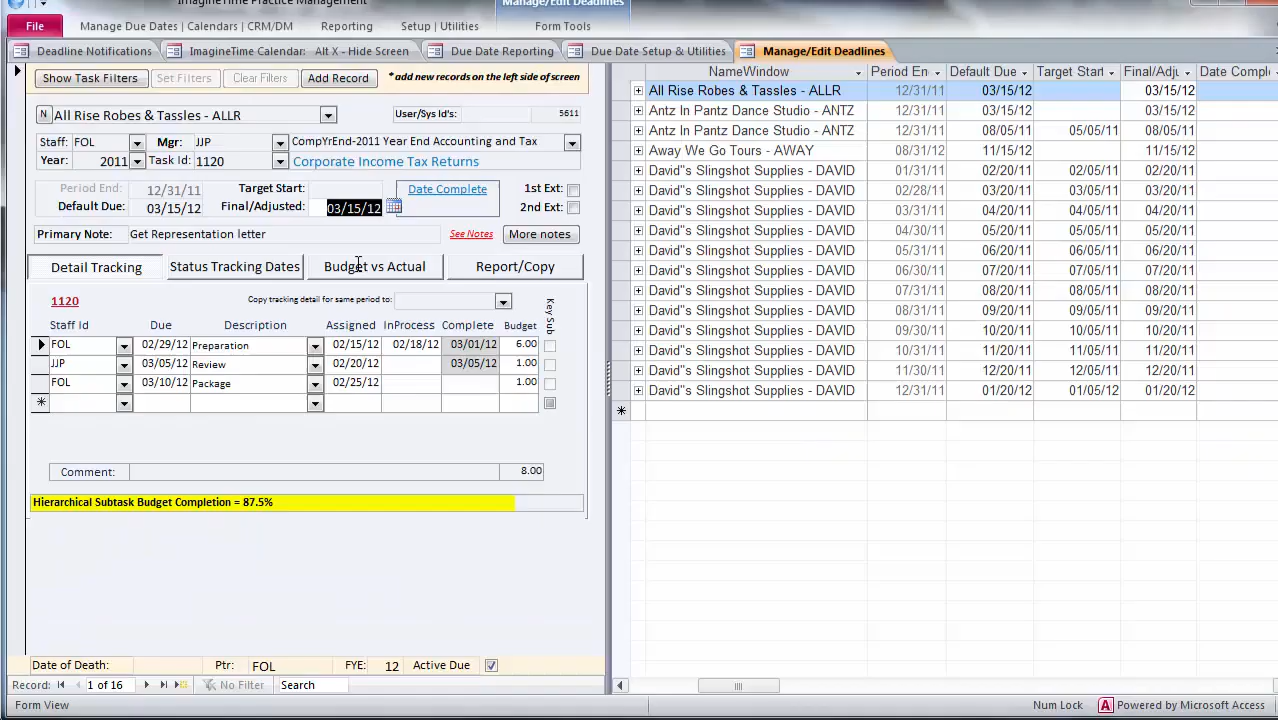 ImagineTime Practice Management
Manage/Edit Deadlines
File Manage Due Dates | Calendars | CRM/DM Reporting Setup | Utilities Form Tools
Deadline Notifications ImagineTime Calendar: Alt X - Hide Screen Due Date Reporting Due Date Setup & Utilities Manage/Edit Deadlines
Show Task Filters Set Filters Clear Filters Add Record * add new records on the left side of screen
N All Rise Robes & Tassles - ALLR User/Sys Id's: 5611
Staff: FOL Mgr: JJP CompYrEnd-2011 Year End Accounting and Tax
Year: 2011 Task Id: 1120 Corporate Income Tax Returns
Period End: 12/31/11 Target Start: Date Complete 1st Ext:
Default Due: 03/15/12 Final/Adjusted: 03/15/12 2nd Ext:
Primary Note: Get Representation letter See Notes More notes
Detail Tracking Status Tracking Dates Budget vs Actual Report/Copy
1120 Copy tracking detail for same period to: Key Sub
Staff Id Due Description Assigned InProcess Complete Budget
FOL 02/29/12 Preparation 02/15/12 02/18/12 03/01/12 6.00
JJP 03/05/12 Review 02/20/12 03/05/12 1.00
FOL 03/10/12 Package 02/25/12 1.00
Comment: 8.00
Hierarchical Subtask Budget Completion = 87.5%
Date of Death: Ptr: FOL FYE: 12 Active Due
Record: 1 of 16 No Filter Search
NameWindow Period En Default Due Target Start Final/Adju Date Compl
All Rise Robes & Tassles - ALLR 12/31/11 03/15/12 03/15/12
Antz In Pantz Dance Studio - ANTZ 12/31/11 03/15/12 03/15/12
Antz In Pantz Dance Studio - ANTZ 12/31/11 08/05/11 05/05/11 08/05/11
Away We Go Tours - AWAY 08/31/12 11/15/12 11/15/12
David"s Slingshot Supplies - DAVID 01/31/11 02/20/11 02/05/11 02/20/11
David"s Slingshot Supplies - DAVID 02/28/11 03/20/11 03/05/11 03/20/11
David"s Slingshot Supplies - DAVID 03/31/11 04/20/11 04/05/11 04/20/11
David"s Slingshot Supplies - DAVID 04/30/11 05/20/11 05/05/11 05/20/11
David"s Slingshot Supplies - DAVID 05/31/11 06/20/11 06/05/11 06/20/11
David"s Slingshot Supplies - DAVID 06/30/11 07/20/11 07/05/11 07/20/11
David"s Slingshot Supplies - DAVID 07/31/11 08/20/11 08/05/11 08/20/11
David"s Slingshot Supplies - DAVID 08/31/11 09/20/11 09/05/11 09/20/11
David"s Slingshot Supplies - DAVID 09/30/11 10/20/11 10/05/11 10/20/11
David"s Slingshot Supplies - DAVID 10/31/11 11/20/11 11/05/11 11/20/11
David"s Slingshot Supplies - DAVID 11/30/11 12/20/11 12/05/11 12/20/11
David"s Slingshot Supplies - DAVID 12/31/11 01/20/12 01/05/12 01/20/12
Form View Num Lock Powered by Microsoft Access